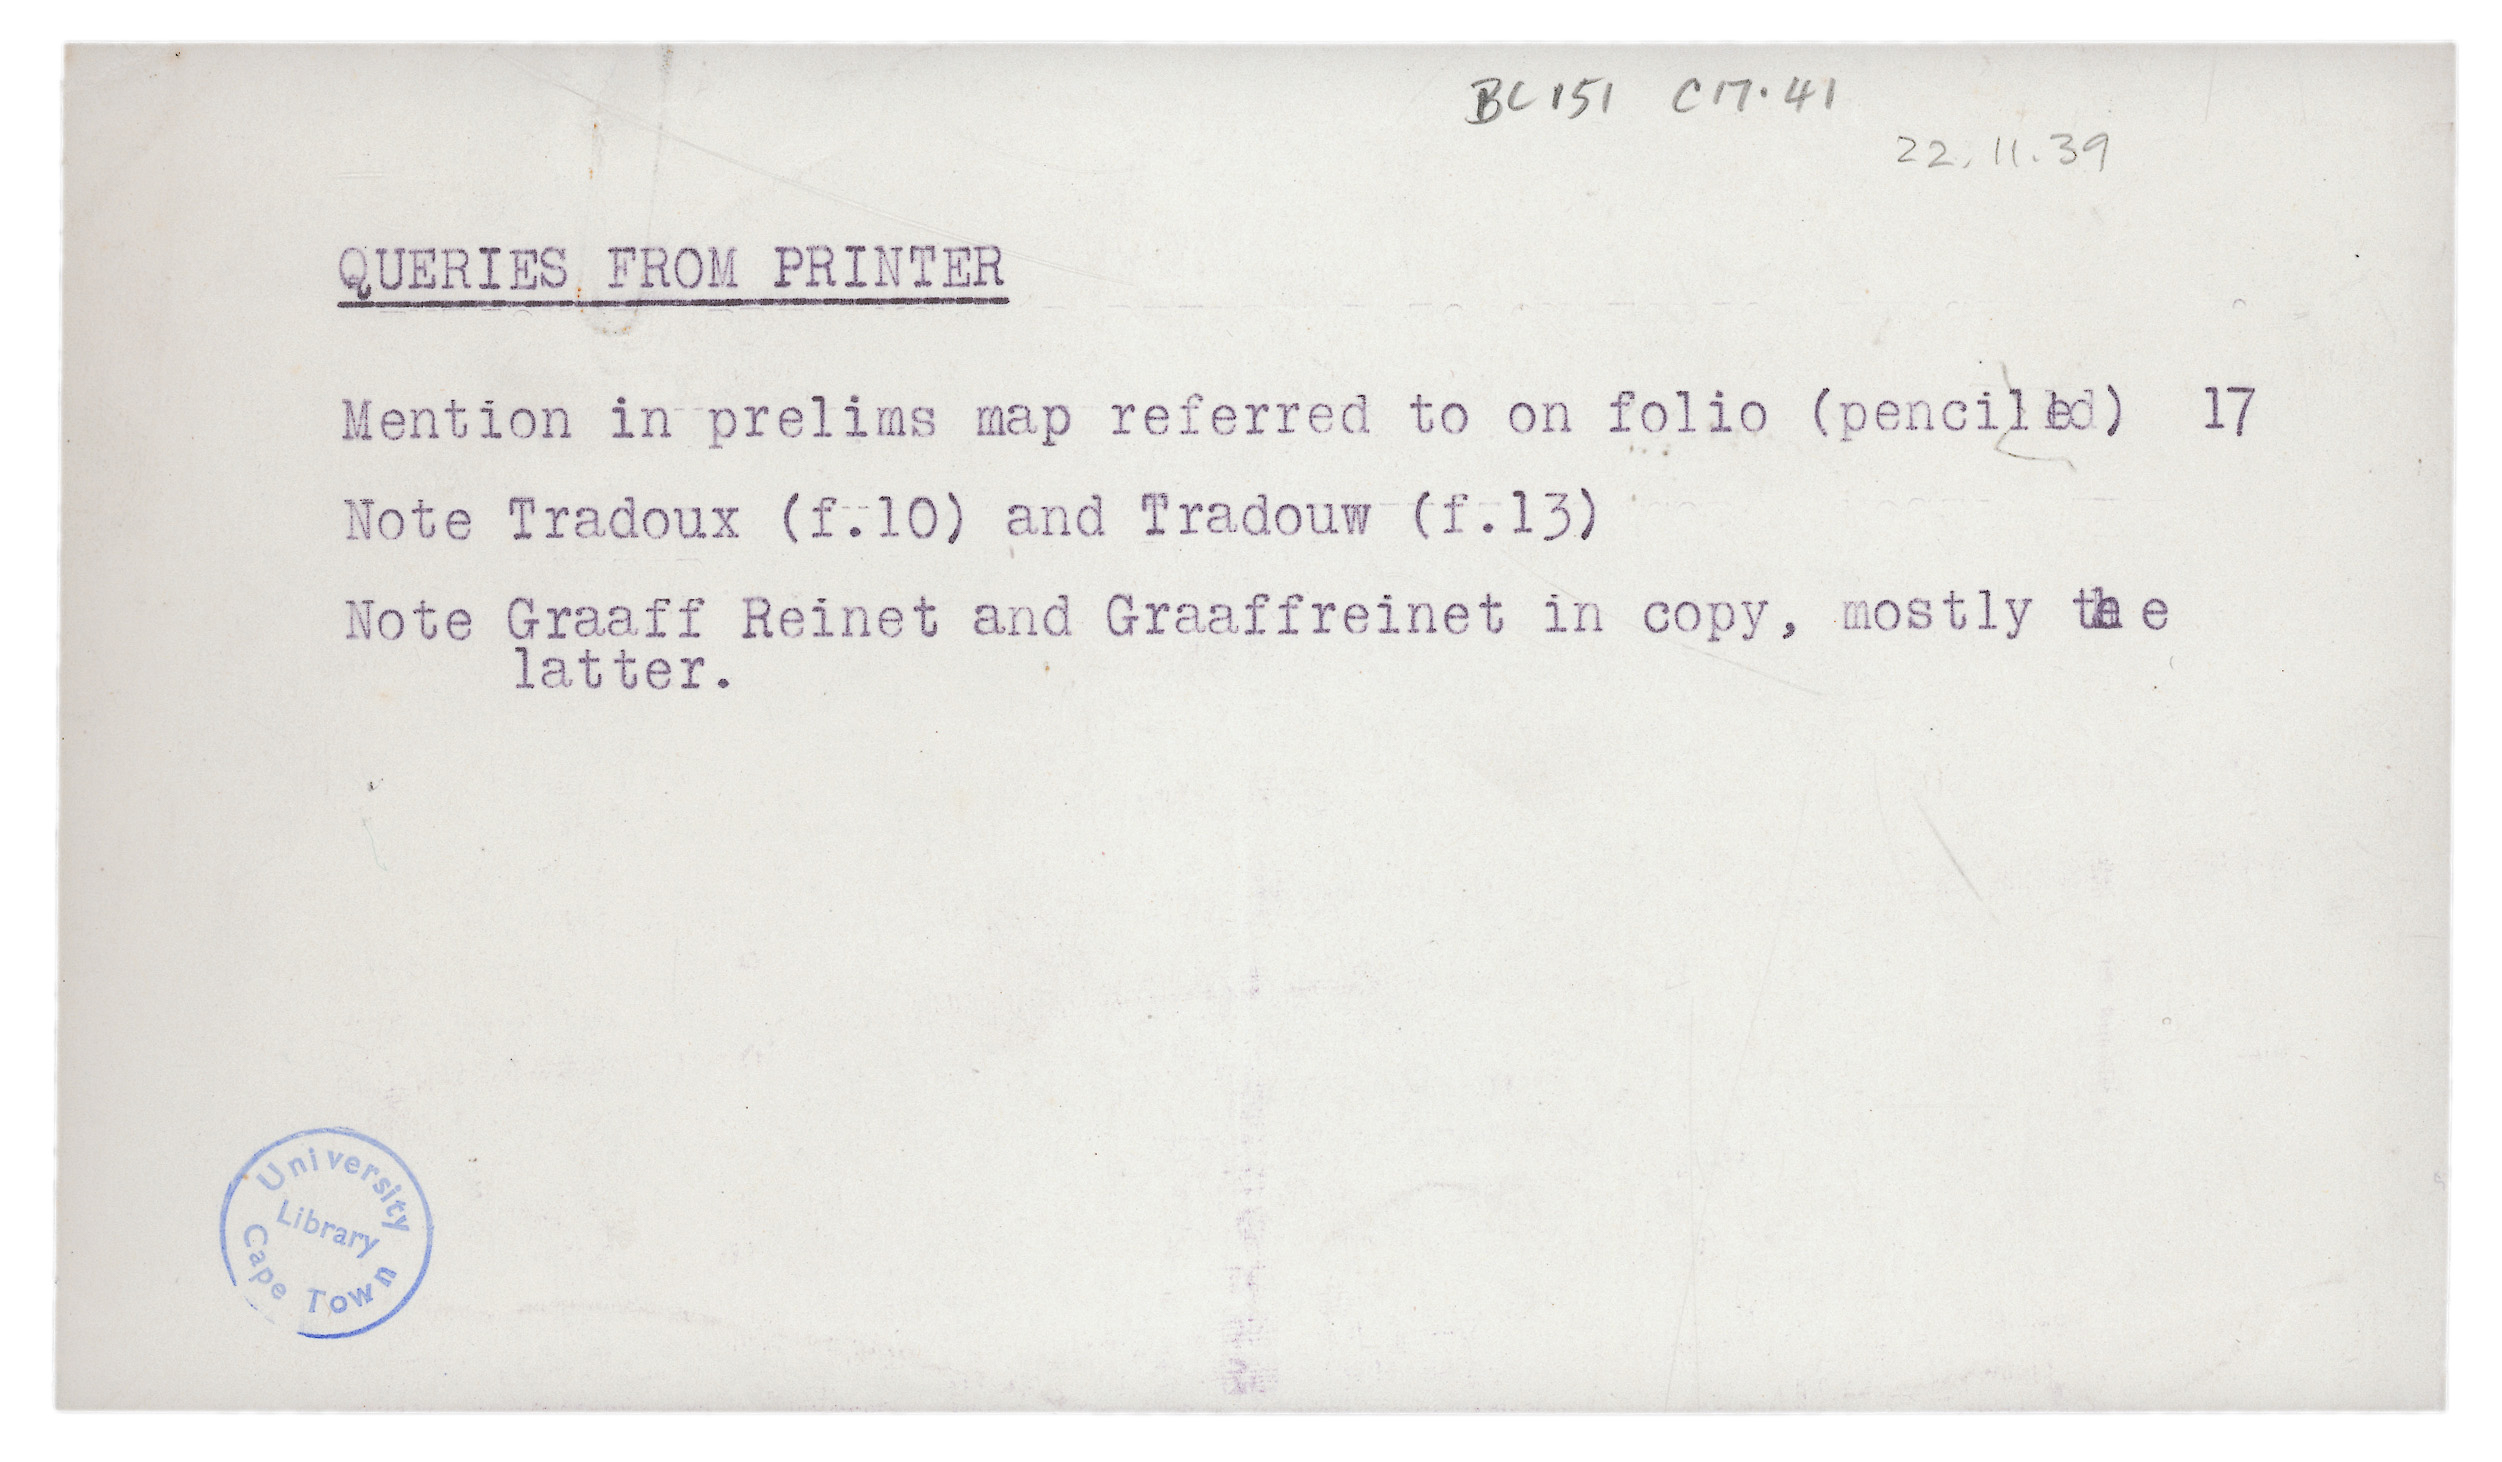 BC151 C17.41
22.11.39
QUERIES FROM PRINTER
Mention in prelims map referred to on folio (pencilled) 17
Note Tradoux (f.10) and Tradouw (f.13)
Note Graaff Reinet and Graaffreinet in copy, mostly the
latter.
University
Library
Cape Town